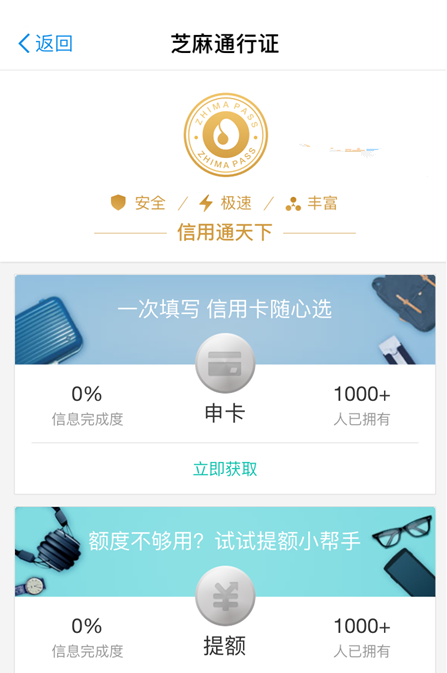 返回
芝麻通行证
ZHIMA PASS
ZHIMA PASS
安全 / 极速 / 丰富
信用通天下
一次填写 信用卡随心选
0%
信息完成度
申卡
1000+
人已拥有
立即获取
额度不够用？试试提额小帮手
0%
信息完成度
¥
提额
1000+
人已拥有